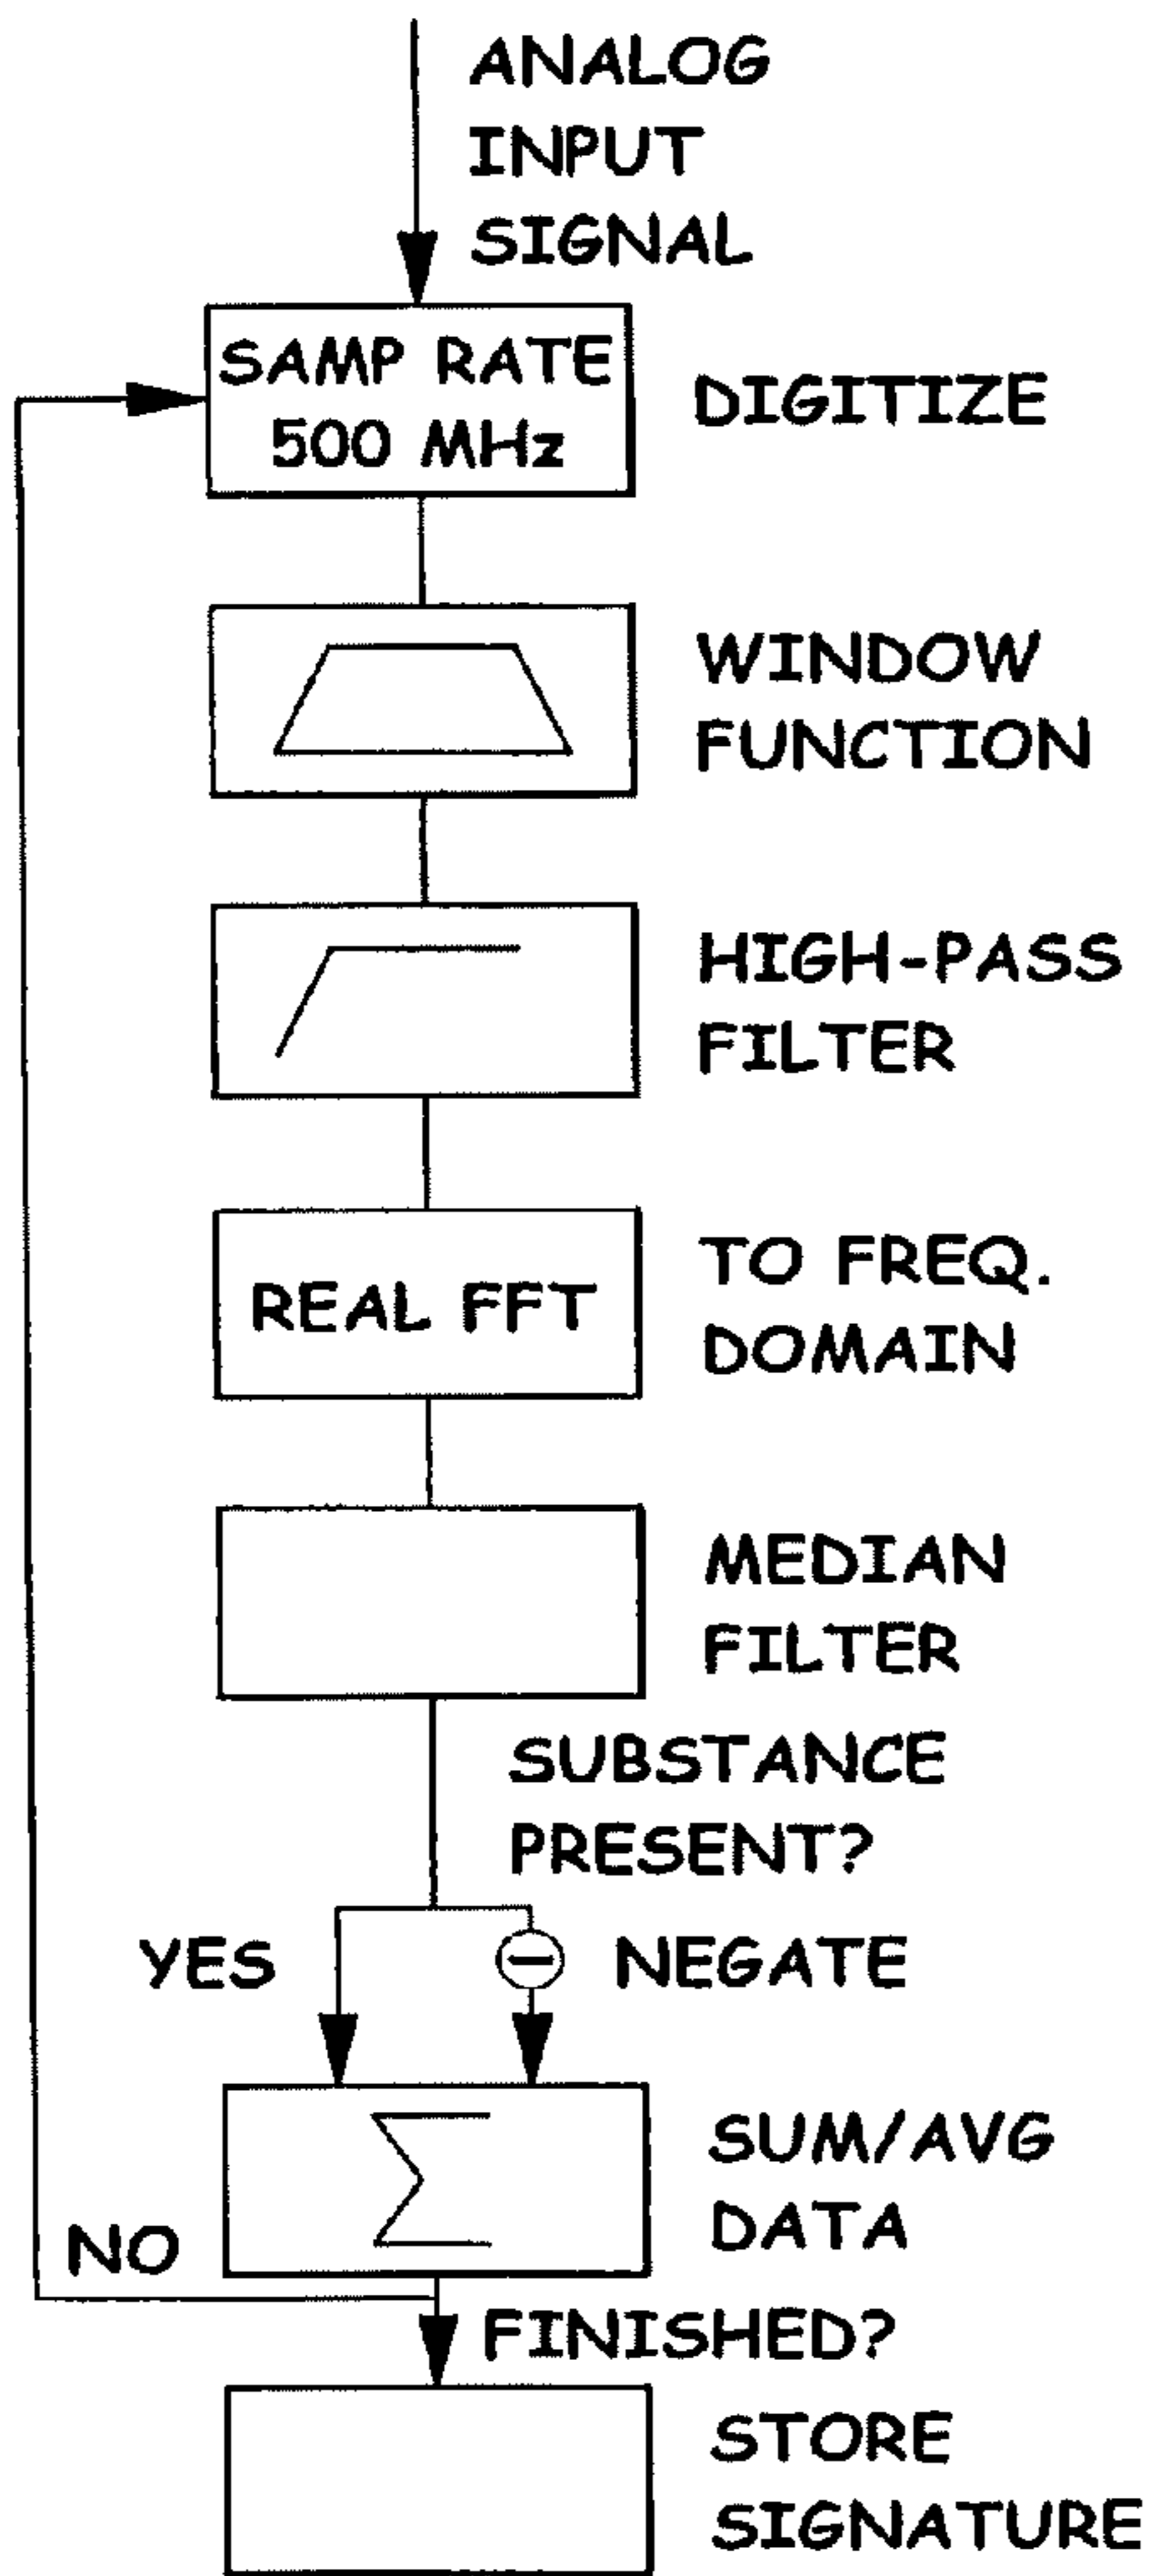 ANALOG
INPUT
SIGNAL
SAMP RATE
500 MHz
DIGITIZE
WINDOW
FUNCTION
HIGH-PASS
FILTER
REAL FFT
TO FREQ.
DOMAIN
MEDIAN
FILTER
SUBSTANCE
PRESENT?
YES
NEGATE
SUM/AVG
DATA
NO
FINISHED?
STORE
SIGNATURE